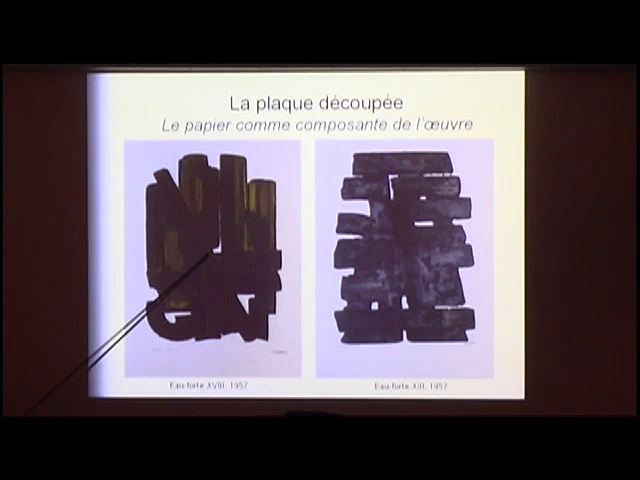 La plaque découpée
Le papier comme composante de l'œuvre
Eau-forte XVIII, 1957
Eau-forte XIII, 1957